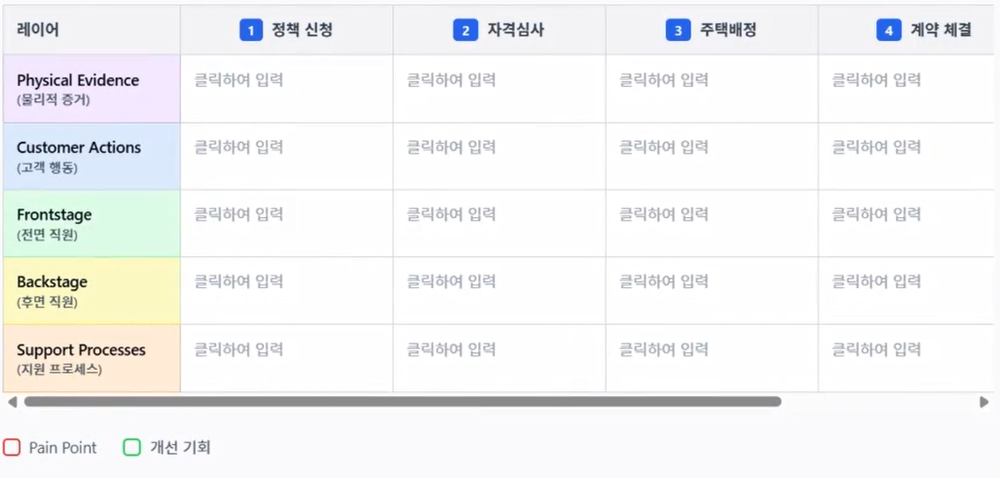 레이어 1 정책 신청 2 자격심사 3 주택배정 4 계약 체결
Physical Evidence 클릭하여 입력 클릭하여 입력 클릭하여 입력 클릭하여 입력
(물리적 증거)
Customer Actions 클릭하여 입력 클릭하여 입력 클릭하여 입력 클릭하여 입력
(고객 행동)
Frontstage 클릭하여 입력 클릭하여 입력 클릭하여 입력 클릭하여 입력
(전면 직원)
Backstage 클릭하여 입력 클릭하여 입력 클릭하여 입력 클릭하여 입력
(후면 직원)
Support Processes 클릭하여 입력 클릭하여 입력 클릭하여 입력 클릭하여 입력
(지원 프로세스)
Pain Point 개선 기회